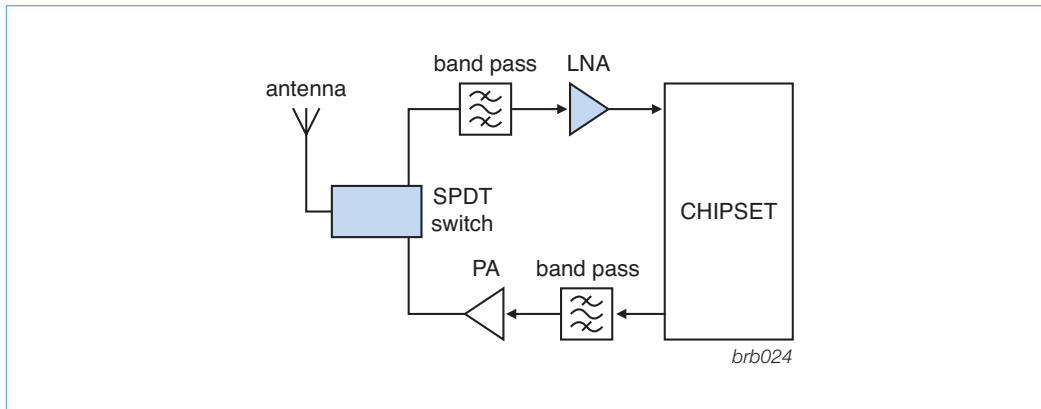 band pass
LNA
antenna
SPDT
switch
CHIPSET
PA
band pass
brb024